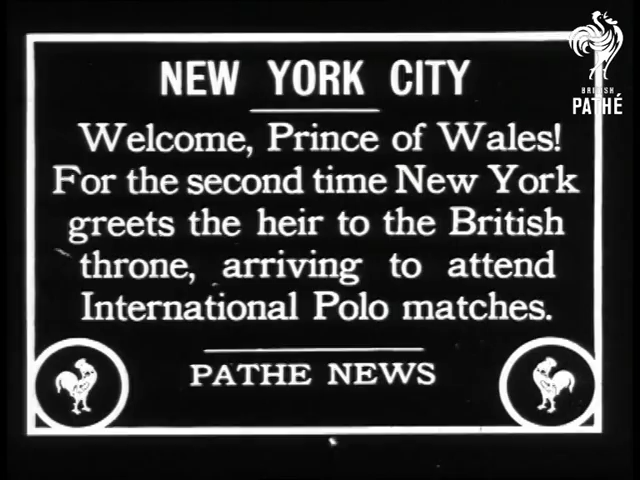 NEW YORK CITY
Welcome, Prince of Wales!
For the second time New York
greets the heir to the British
throne, arriving to attend
International Polo matches.
PATHE NEWS
BRITISH
PATHÉ